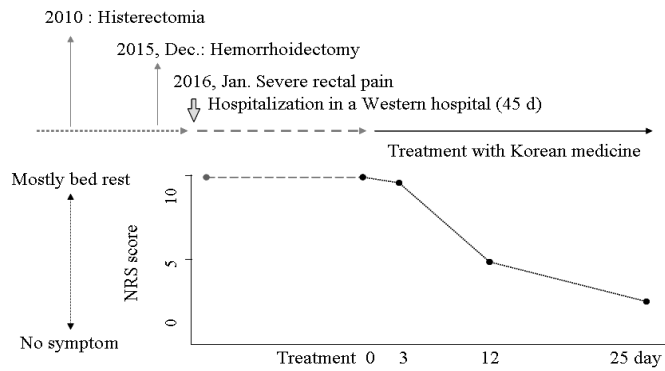 2010 : Histerectomia
2015, Dec.: Hemorrhoidectomy
2016, Jan. Severe rectal pain
Hospitalization in a Western hospital (45 d)
Treatment with Korean medicine
Mostly bed rest
10
NRS score
5
0
No symptom
Treatment 0 3 12 25 day